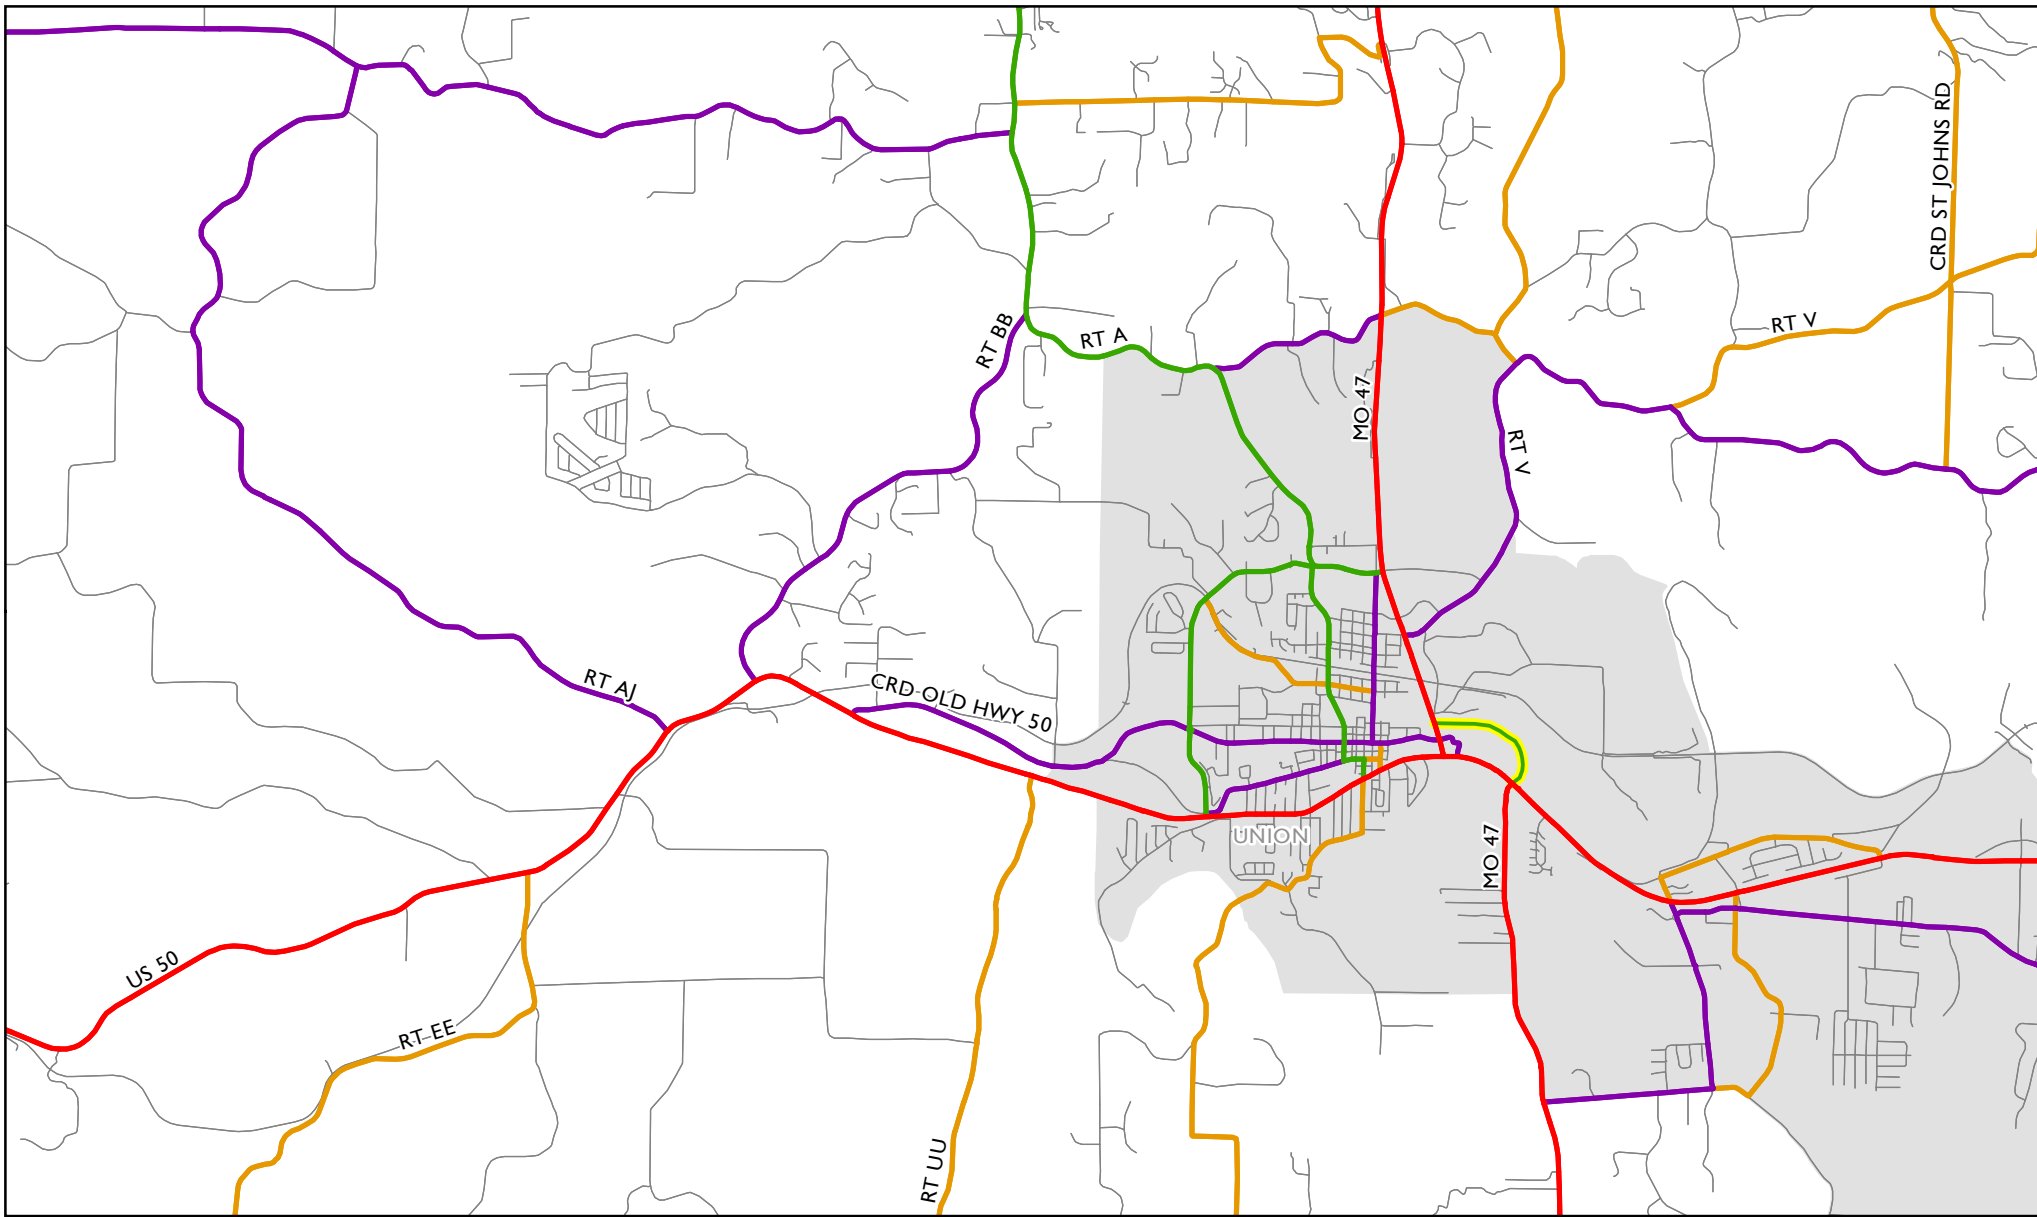 CRD ST JOHNS RD
RT BB
RT A
RT V
MO 47
RT V
RT AJ
CRD OLD HWY 50
UNION
MO 47
US 50
RT EE
RT UU